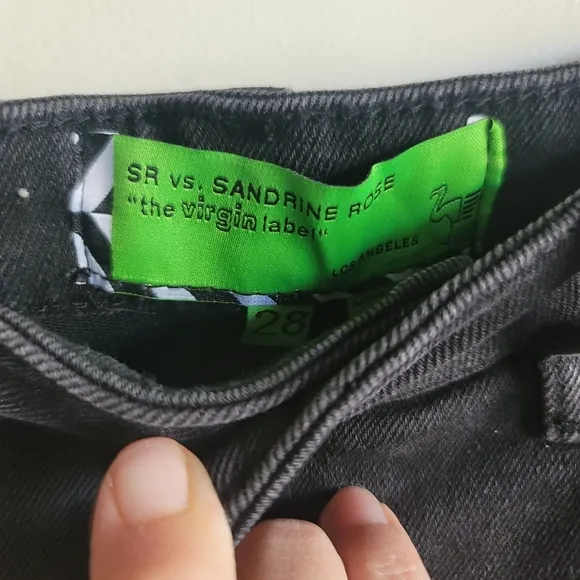 SR vs. SANDRINE ROSE
"the virgin label"
LOS ANGELES
28